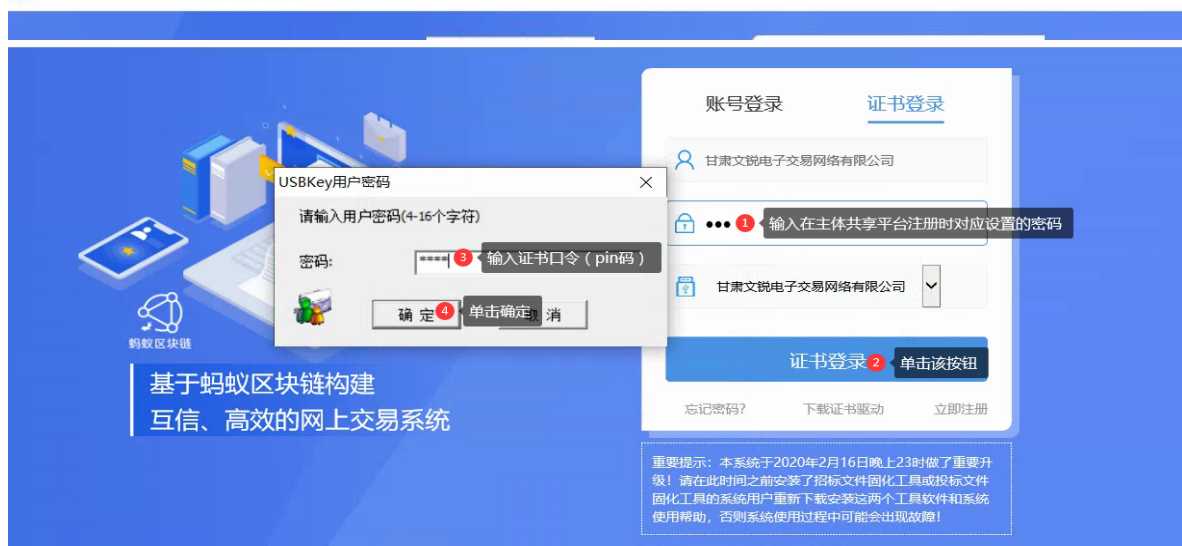 账号登录
证书登录
甘肃文锐电子交易网络有限公司
USBKey用户密码
请输入用户密码(4-16个字符)
••• 1 输入在主体共享平台注册时对应设置的密码
密码: **** 3 输入证书口令（pin码）
甘肃文锐电子交易网络有限公司
确 定 4 单击确定 消
蚂蚁区块链
证书登录 2 单击该按钮
基于蚂蚁区块链构建
互信、高效的网上交易系统
忘记密码? 下载证书驱动 立即注册
重要提示：本系统于2020年2月16日晚上23时做了重要升
级！请在此时间之前安装了招标文件固化工具或投标文件
固化工具的系统用户重新下载安装这两个工具软件和系统
使用帮助，否则系统使用过程中可能会出现故障！